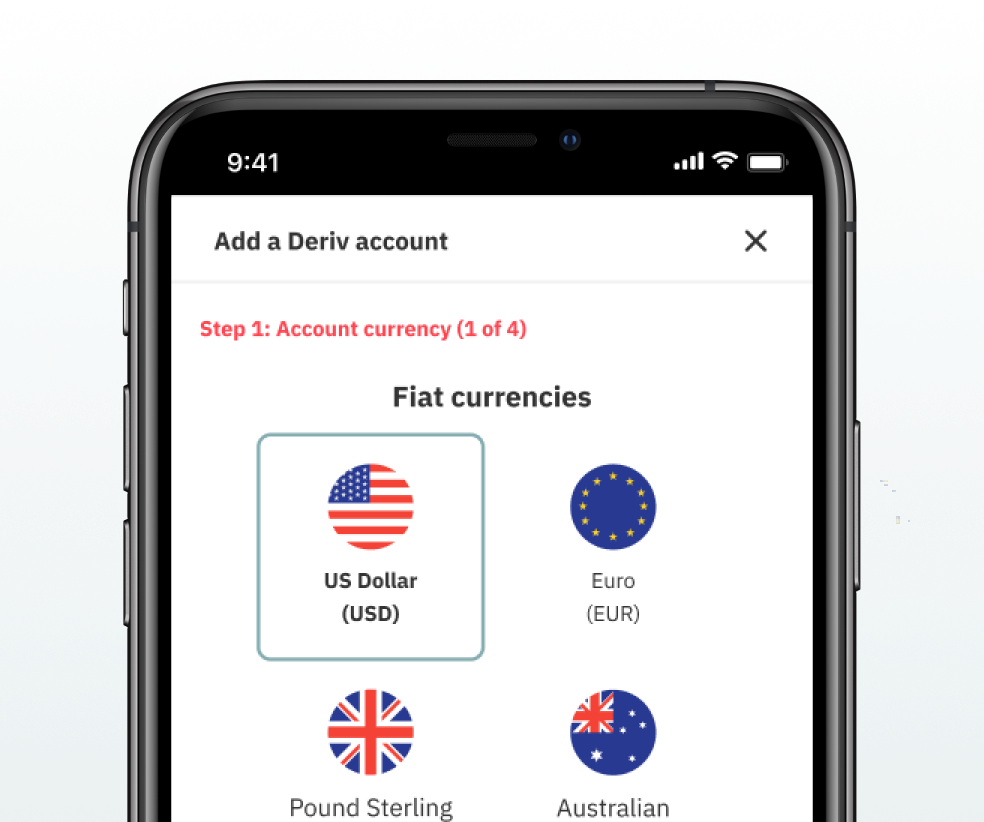 9:41
Add a Deriv account
Step 1: Account currency (1 of 4)
Fiat currencies
US Dollar
(USD)
Euro
(EUR)
Pound Sterling
Australian